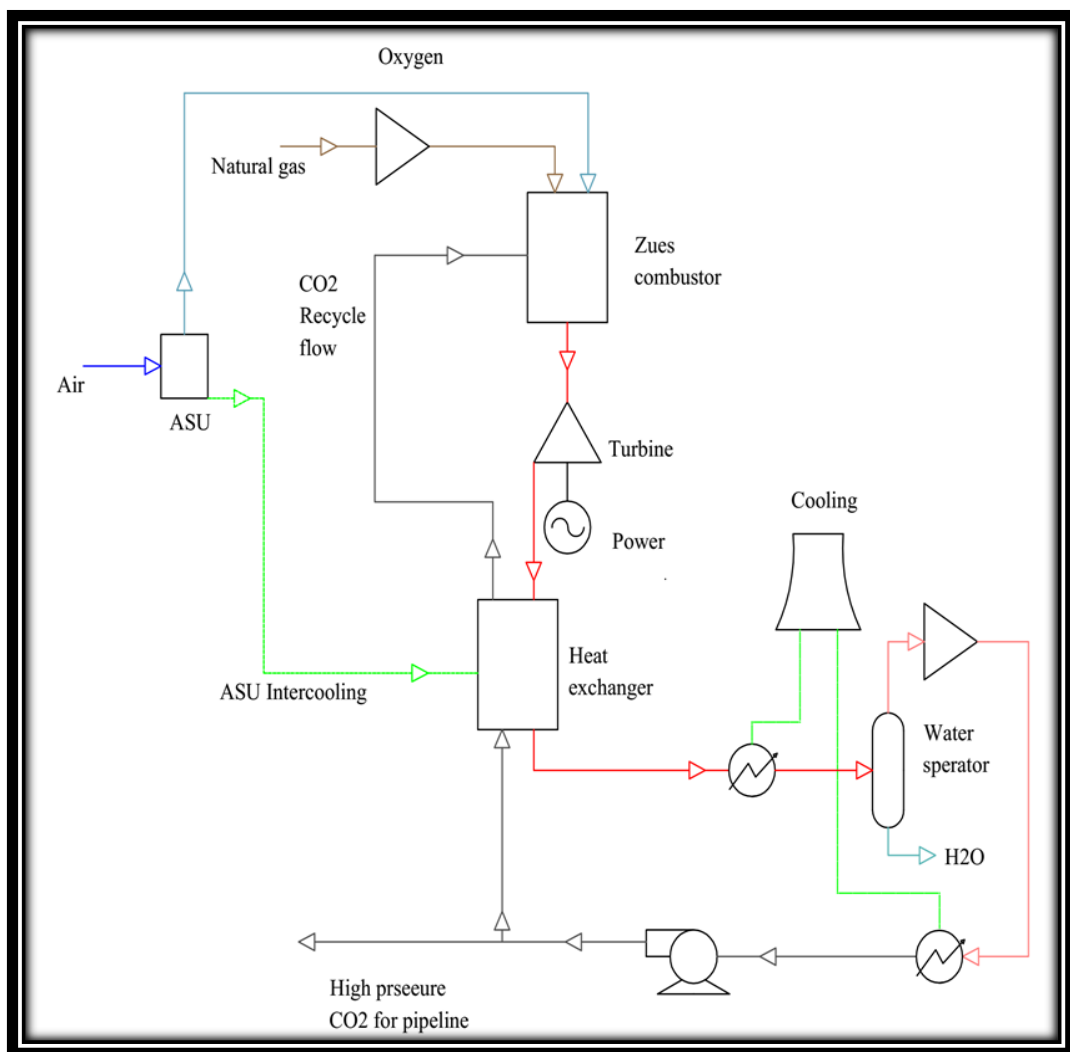 Oxygen
Natural gas
Zues
combustor
CO2
Recycle
flow
Air
ASU
Turbine
Power
Cooling
Heat
exchanger
ASU Intercooling
Water
sperator
H2O
High prseeure
CO2 for pipeline